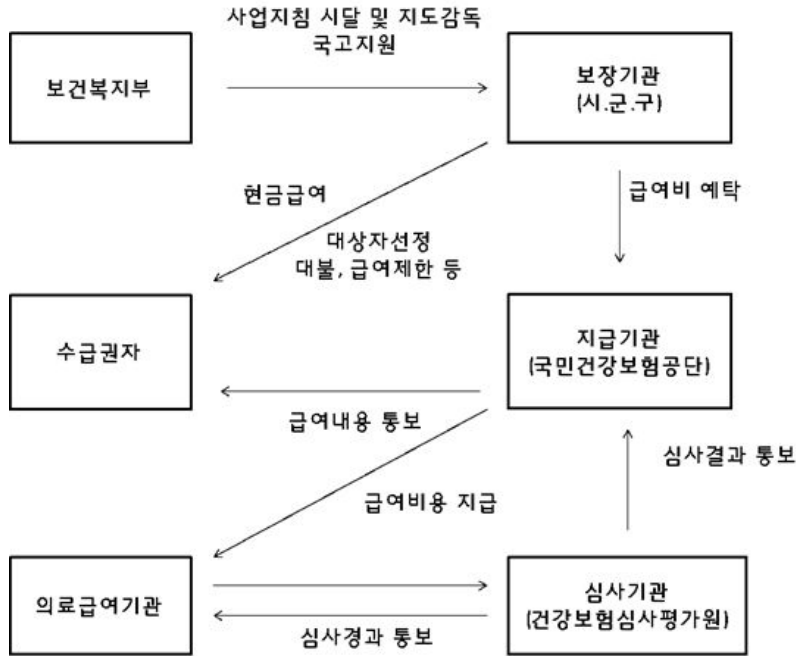 사업지침 시달 및 지도감독
국고지원
보건복지부
보장기관
(시.군.구)
현금급여
급여비 예탁
대상자선정
대불, 급여제한 등
수급권자
지급기관
(국민건강보험공단)
급여내용 통보
심사결과 통보
급여비용 지급
의료급여기관
심사기관
(건강보험심사평가원)
심사경과 통보